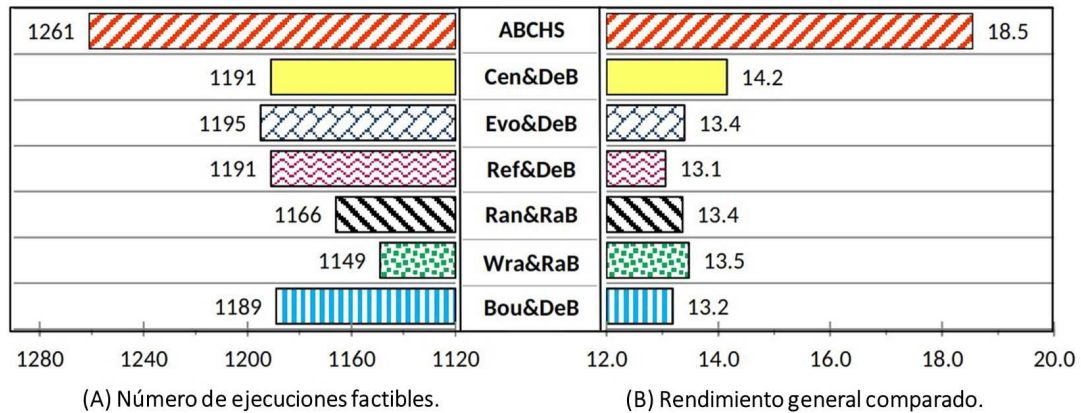 1261 ABCHS 18.5
1191 Cen&DeB 14.2
1195 Evo&DeB 13.4
1191 Ref&DeB 13.1
1166 Ran&RaB 13.4
1149 Wra&RaB 13.5
1189 Bou&DeB 13.2
1280 1240 1200 1160 1120 12.0 14.0 16.0 18.0 20.0
(A) Número de ejecuciones factibles. (B) Rendimiento general comparado.